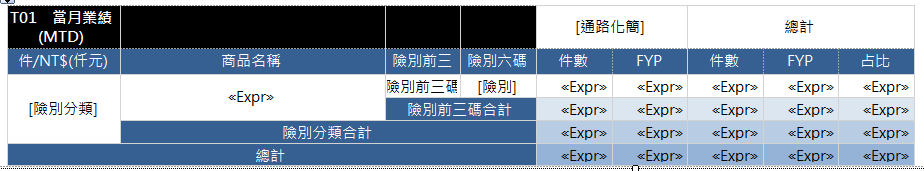 T01　當月業績
(MTD)
[通路化簡] 總計
件/NT$(仟元) 商品名稱 險別前三 險別六碼 件數 FYP 件數 FYP 占比
[險別分類] «Expr» 險別前三碼 [險別] «Expr» «Expr» «Expr» «Expr» «Expr»
險別前三碼合計 «Expr» «Expr» «Expr» «Expr» «Expr»
險別分類合計 «Expr» «Expr» «Expr» «Expr» «Expr»
總計 «Expr» «Expr» «Expr» «Expr» «Expr»